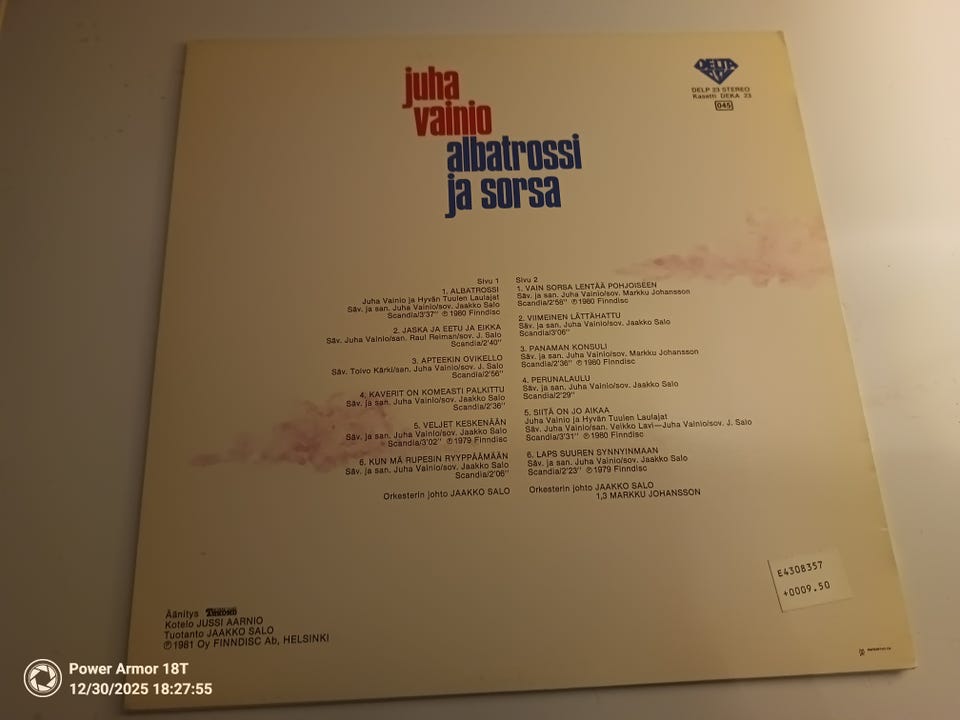 juha
vainio
albatrossi
ja sorsa
DELTA
DELP 23 STEREO
Kasetti DEKA 23
045
Sivu 1
1. ALBATROSSI
Juha Vainio ja Hyvän Tuulen Laulajat
Säv. ja san. Juha Vainio/sov. Jaakko Salo
Scandia/3'37" ℗ 1980 Finndisc
2. JASKA JA EETU JA EIKKA
Säv. Juha Vainio/san. Raul Reiman/sov. J. Salo
Scandia/2'40"
3. APTEEKIN OVIKELLO
Säv. Toivo Kärki/san. Juha Vainio/sov. J. Salo
Scandia/2'56"
4. KAVERIT ON KOMEASTI PALKITTU
Säv. ja san. Juha Vainio/sov. Jaakko Salo
Scandia/2'36"
5. VELJET KESKENÄÄN
Säv. ja san. Juha Vainio/sov. Jaakko Salo
Scandia/3'02" ℗ 1979 Finndisc
6. KUN MÄ RUPESIN RYYPPÄÄMÄÄN
Säv. ja san. Juha Vainio/sov. Jaakko Salo
Scandia/2'06"
Orkesterin johto JAAKKO SALO
Sivu 2
1. VAIN SORSA LENTÄÄ POHJOISEEN
Säv. ja san. Juha Vainio/sov. Markku Johansson
Scandia/2'58" ℗ 1980 Finndisc
2. VIIMEINEN LÄTTÄHATTU
Säv. ja san. Juha Vainio/sov. Jaakko Salo
Scandia/3'06"
3. PANAMAN KONSULI
Säv. ja san. Juha Vainio/sov. Markku Johansson
Scandia/2'36" ℗ 1980 Finndisc
4. PERUNALAULU
Säv. ja san. Juha Vainio/sov. Jaakko Salo
Scandia/2'29"
5. SIITÄ ON JO AIKAA
Juha Vainio ja Hyvän Tuulen Laulajat
Säv. Juha Vainio/san. Veikko Lavi—Juha Vainio/sov. J. Salo
Scandia/3'31" ℗ 1980 Finndisc
6. LAPS SUUREN SYNNYINMAAN
Säv. ja san. Juha Vainio/sov. Jaakko Salo
Scandia/2'23" ℗ 1979 Finndisc
Orkesterin johto JAAKKO SALO
1,3 MARKKU JOHANSSON
E4308357
+0009.50
Äänitys
Kotelo JUSSI AARNIO
Tuotanto JAAKKO SALO
℗ 1981 Oy FINNDISC Ab, HELSINKI
Power Armor 18T
12/30/2025 18:27:55